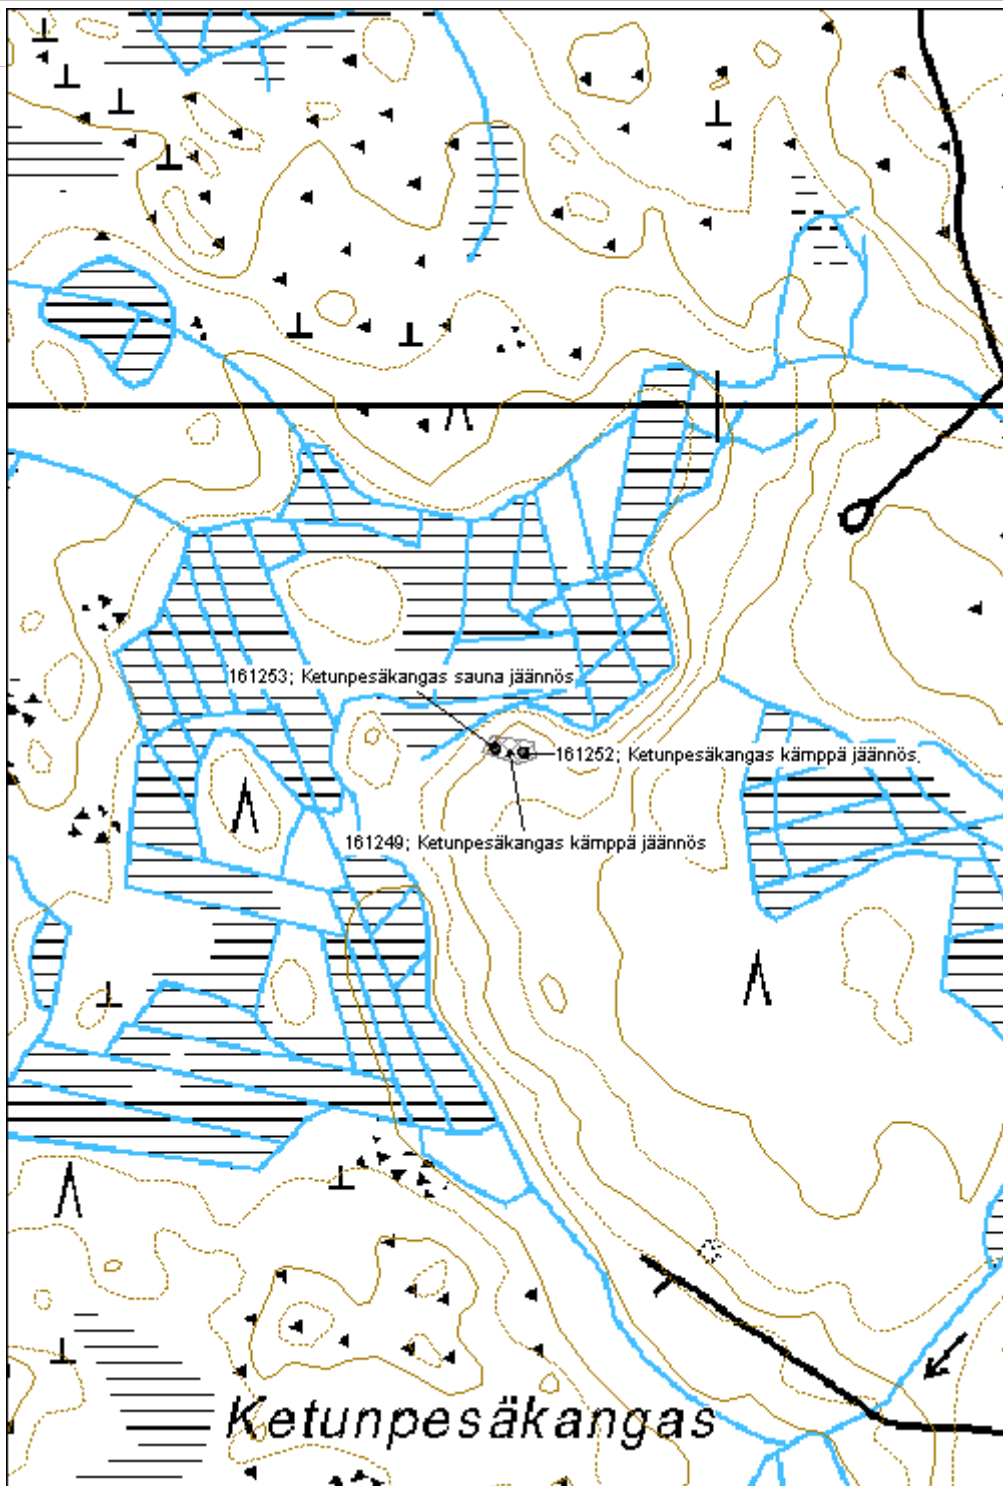 161253; Ketunpesäkangas sauna jäännös
161252; Ketunpesäkangas kämppä jäännös
161249; Ketunpesäkangas kämppä jäännös
Ketunpesäkangas